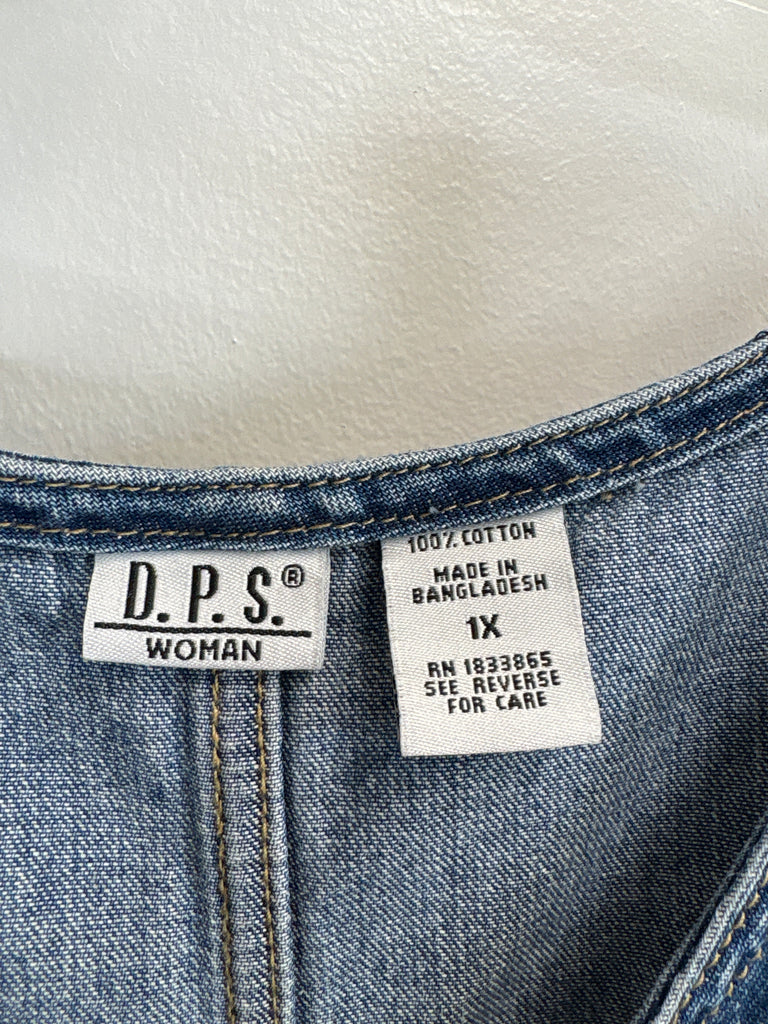 D.P.S.®
WOMAN
100% COTTON
MADE IN
BANGLADESH
1X
RN 1833865
SEE REVERSE
FOR CARE